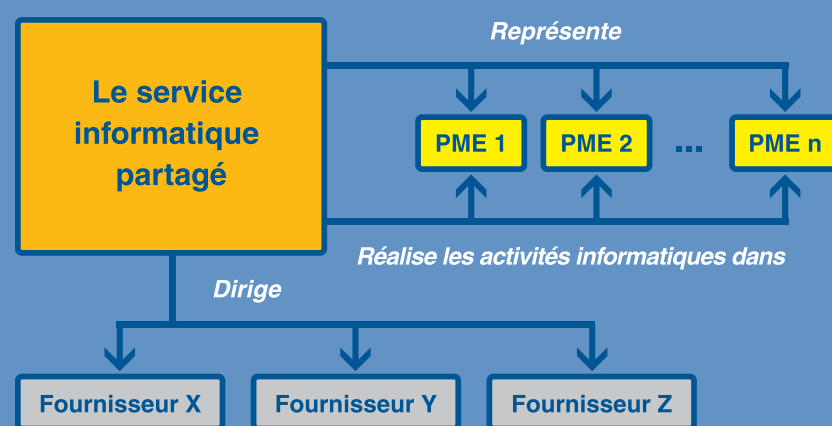 Représente
Le service
informatique
partagé
PME 1
PME 2
...
PME n
Réalise les activités informatiques dans
Dirige
Fournisseur X
Fournisseur Y
Fournisseur Z